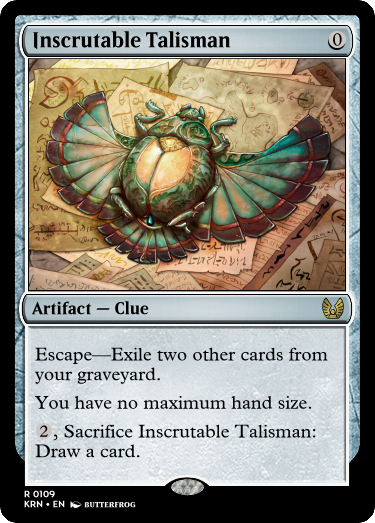 Inscrutable Talisman 0
Artifact — Clue
Escape—Exile two other cards from
your graveyard.
You have no maximum hand size.
2, Sacrifice Inscrutable Talisman:
Draw a card.
R 0109
KRN • EN BUTTERFROG